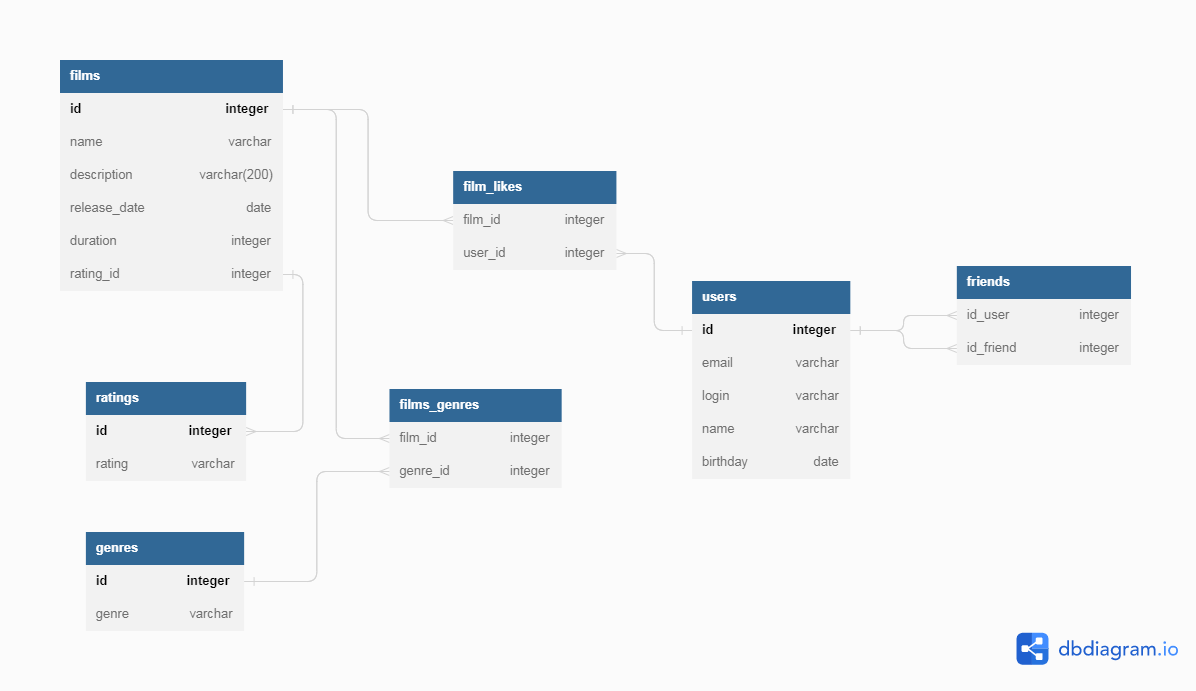 films
id integer
name varchar
description varchar(200)
release_date date
duration integer
rating_id integer
film_likes
film_id integer
user_id integer
users
id integer
email varchar
login varchar
name varchar
birthday date
friends
id_user integer
id_friend integer
ratings
id integer
rating varchar
films_genres
film_id integer
genre_id integer
genres
id integer
genre varchar
dbdiagram.io